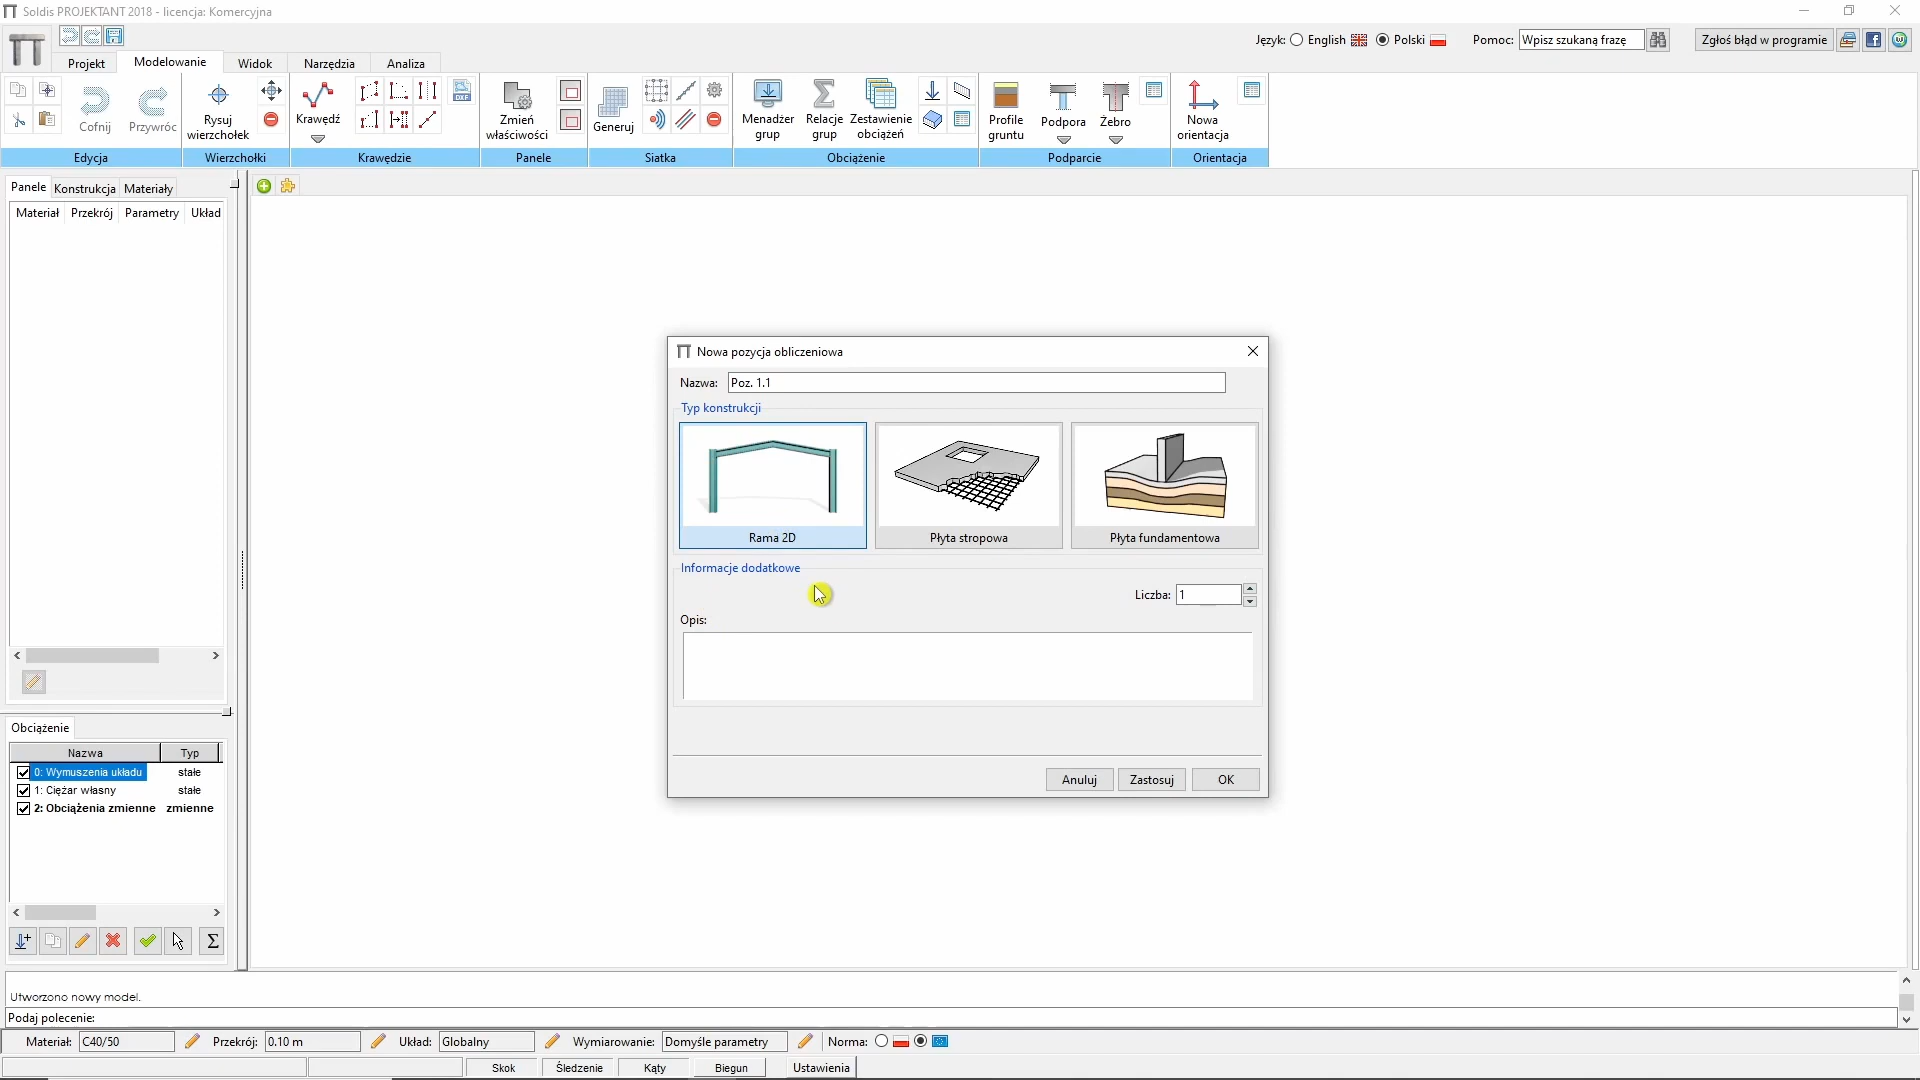 Soldis PROJEKTANT 2018 - licencja: Komercyjna
Język: English Polski Pomoc: Wpisz szukaną frazę Zgłoś błąd w programie
Projekt Modelowanie Widok Narzędzia Analiza
Cofnij Przywróc Rysuj wierzchołek Krawędź Zmień właściwości Generuj Menadżer grup Relacje grup Zestawienie obciążeń Profile gruntu Podpora Żebro Nowa orientacja
DXF
Edycja Wierzchołki Krawędzie Panele Siatka Obciążenie Podparcie Orientacja
Panele Konstrukcja Materiały
Materiał Przekrój Parametry Układ
Nowa pozycja obliczeniowa
Nazwa: Poz. 1.1
Typ konstrukcji
Rama 2D Płyta stropowa Płyta fundamentowa
Informacje dodatkowe
Liczba: 1
Opis:
Anuluj Zastosuj OK
Obciążenie
Nazwa Typ
0: Wymuszenia układu stałe
1: Ciężar własny stałe
2: Obciążenia zmienne zmienne
Utworzono nowy model.
Podaj polecenie:
Materiał: C40/50 Przekrój: 0.10 m Układ: Globalny Wymiarowanie: Domyśle parametry Norma:
Skok Śledzenie Kąty Biegun Ustawienia